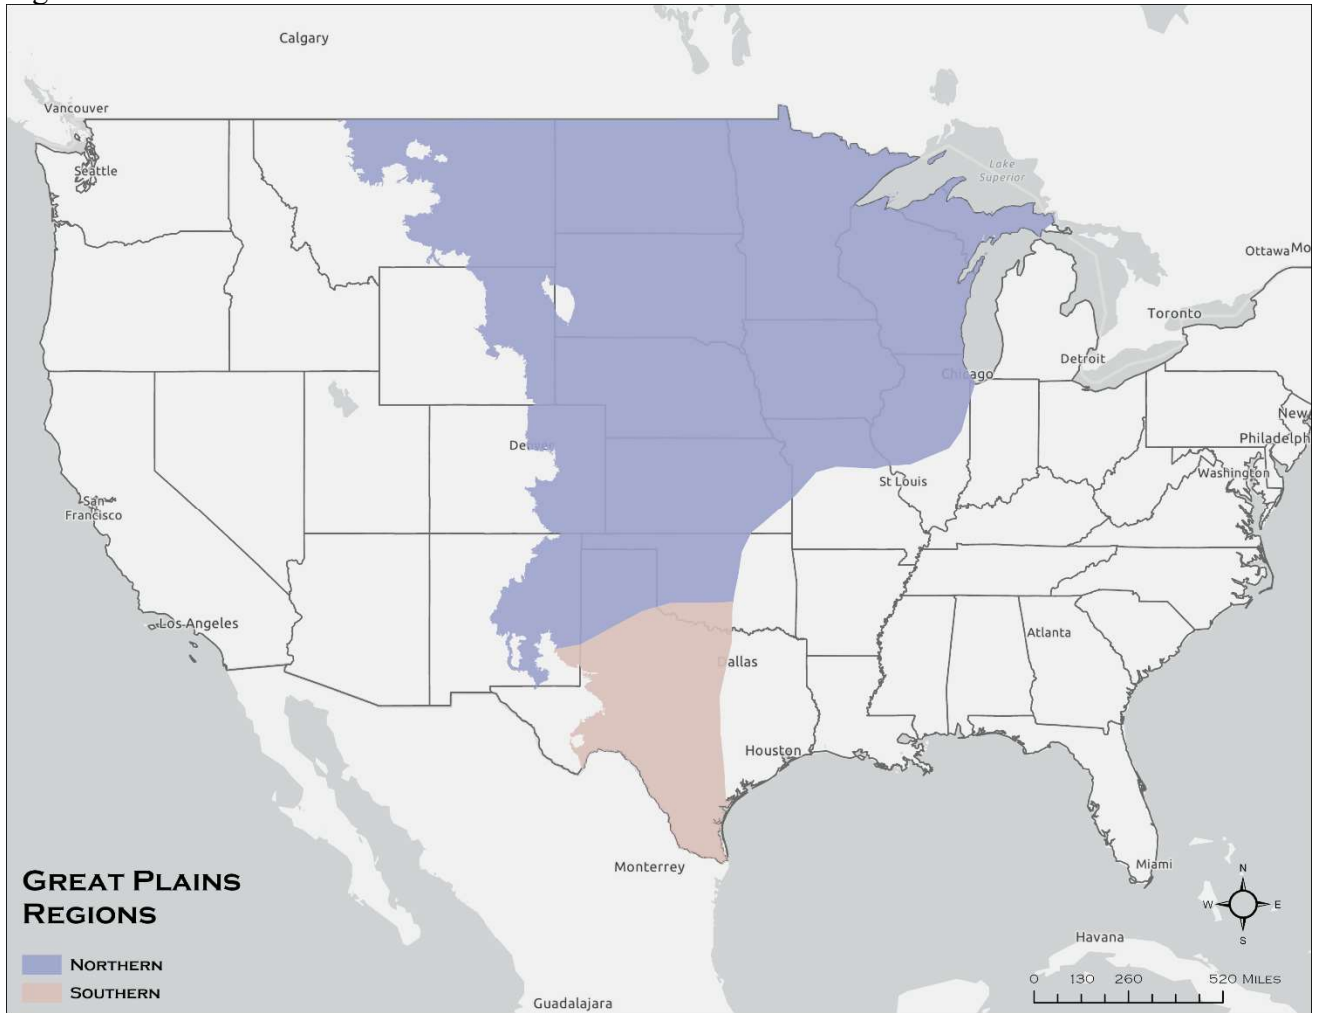 Calgary
Vancouver
Seattle
Lake
Superior
Ottawa
Mo
Toronto
Detroit
Chicago
New
Philadelph
Denver
Washington
St Louis
San
Francisco
Los Angeles
Atlanta
Dallas
Houston
Monterrey
Miami
Havana
Guadalajara
GREAT PLAINS
REGIONS
NORTHERN
SOUTHERN
N
W E
S
0 130 260 520 MILES